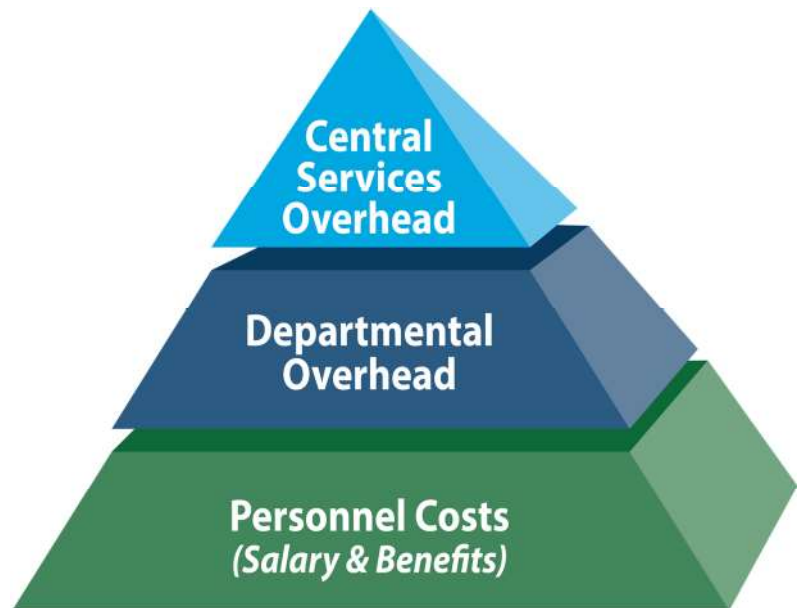 Central
Services
Overhead
Departmental
Overhead
Personnel Costs
(Salary & Benefits)